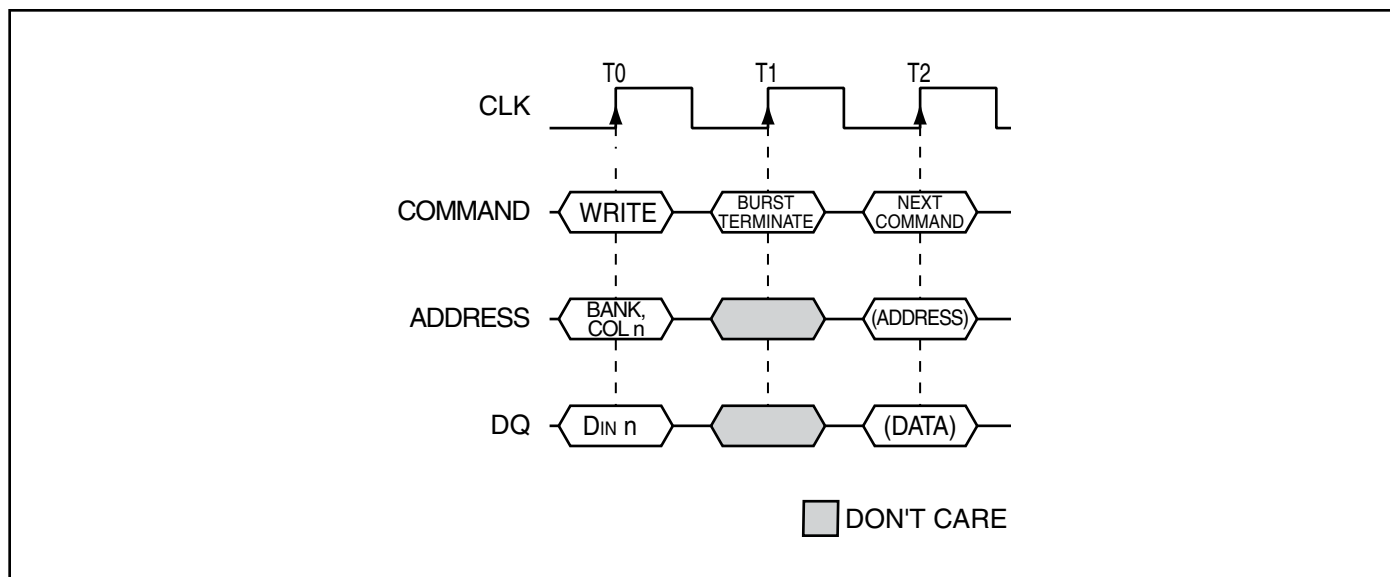 T0 T1 T2
CLK
COMMAND WRITE BURST TERMINATE NEXT COMMAND
ADDRESS BANK, COL n (ADDRESS)
DQ DIN n (DATA)
DON'T CARE